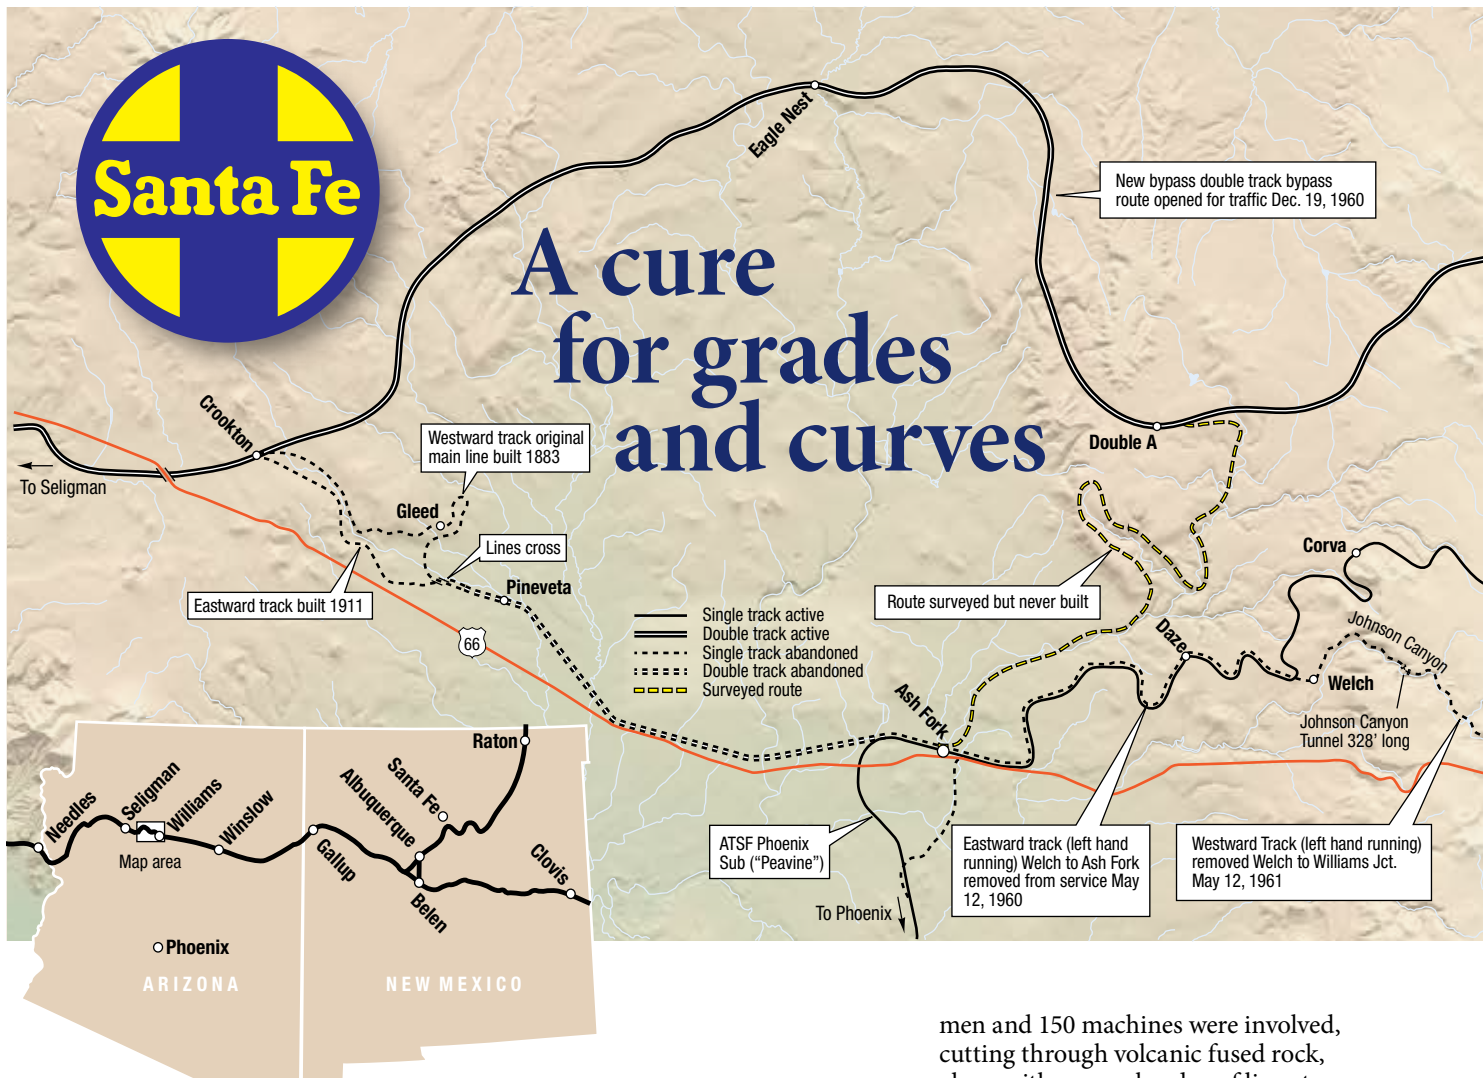 Santa Fe
A cure
for grades
and curves
Eagle Nest
New bypass double track bypass
route opened for traffic Dec. 19, 1960
Crookton
To Seligman
Westward track original
main line built 1883
Gleed
Lines cross
Pineveta
Eastward track built 1911
66
Double A
Route surveyed but never built
Single track active
Double track active
Single track abandoned
Double track abandoned
Surveyed route
Corva
Johnson Canyon
Daze
Welch
Johnson Canyon
Tunnel 328’ long
Ash Fork
ATSF Phoenix
Sub (“Peavine”)
To Phoenix
Eastward track (left hand
running) Welch to Ash Fork
removed from service May
12, 1960
Westward Track (left hand running)
removed Welch to Williams Jct.
May 12, 1961
Needles
Seligman
Williams
Map area
Winslow
Gallup
Albuquerque
Santa Fe
Raton
Belen
Clovis
Phoenix
ARIZONA
NEW MEXICO
men and 150 machines were involved,
cutting through volcanic fused rock,